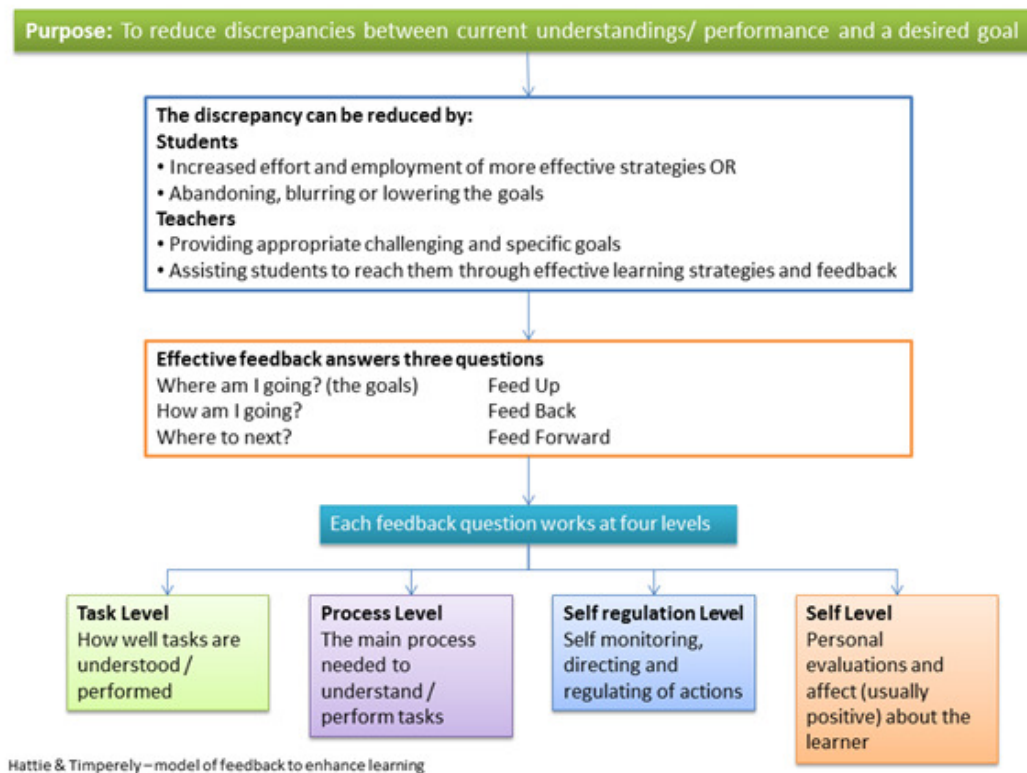 Purpose: To reduce discrepancies between current understandings/ performance and a desired goal
The discrepancy can be reduced by:
Students
• Increased effort and employment of more effective strategies OR
• Abandoning, blurring or lowering the goals
Teachers
• Providing appropriate challenging and specific goals
• Assisting students to reach them through effective learning strategies and feedback
Effective feedback answers three questions
Where am I going? (the goals) Feed Up
How am I going? Feed Back
Where to next? Feed Forward
Each feedback question works at four levels
Task Level
How well tasks are
understood /
performed
Process Level
The main process
needed to
understand /
perform tasks
Self regulation Level
Self monitoring,
directing and
regulating of actions
Self Level
Personal
evaluations and
affect (usually
positive) about the
learner
Hattie & Timperely – model of feedback to enhance learning